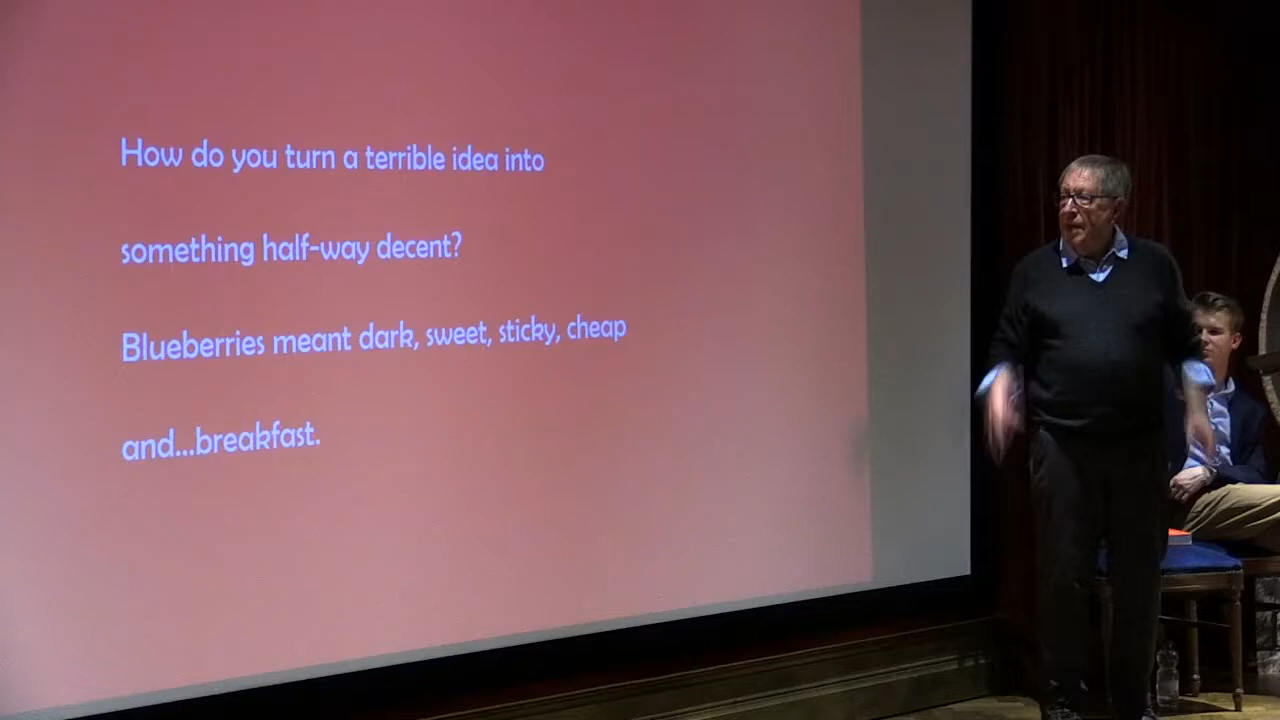 How do you turn a terrible idea into
something half-way decent?
Blueberries meant dark, sweet, sticky, cheap
and...breakfast.